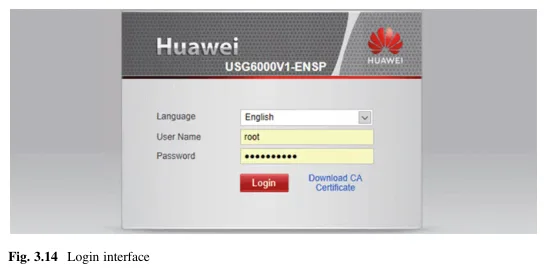 Huawei
USG6000V1-ENSP
HUAWEI
Language
English
User Name
root
Password
••••••••••
Login
Download CA
Certificate
Fig. 3.14 Login interface